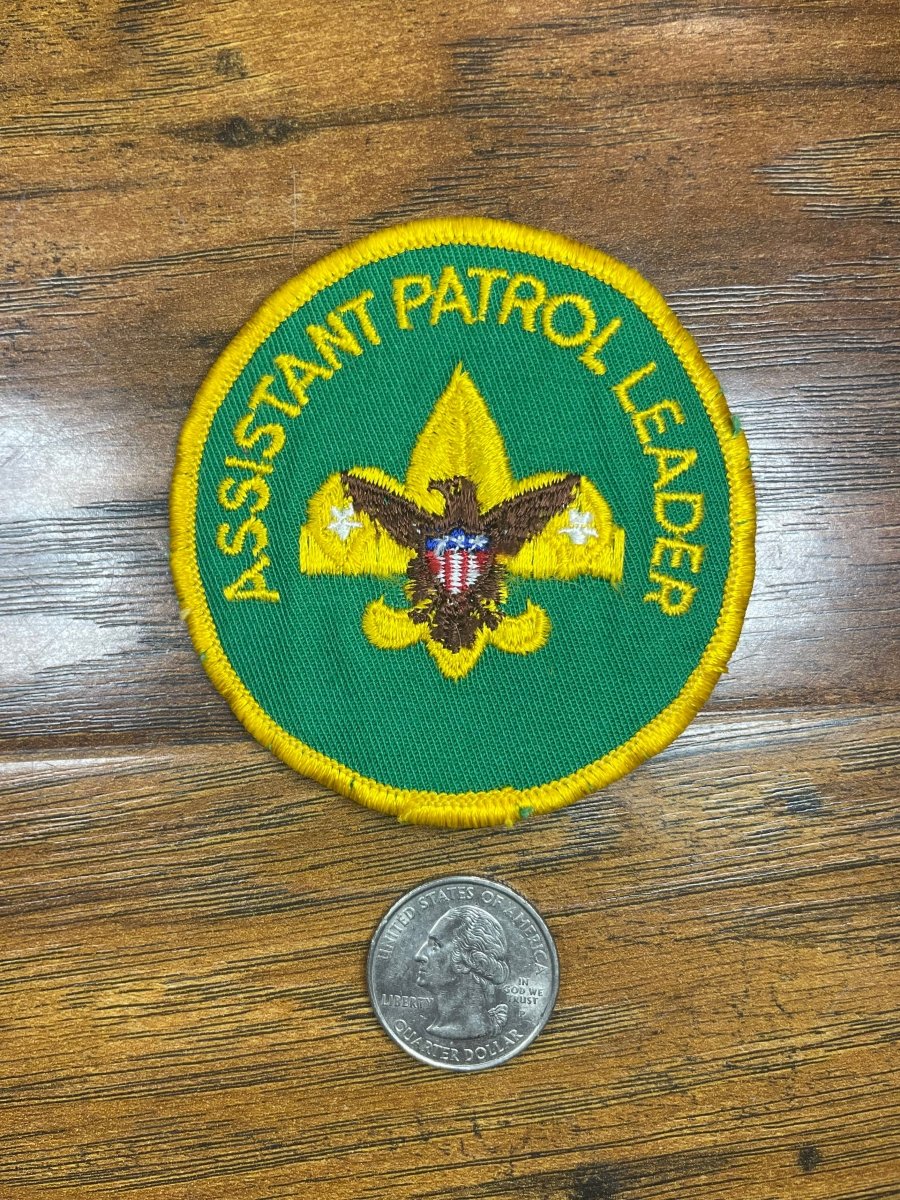 ASSISTANT PATROL LEADER
UNITED STATES OF AMERICA
LIBERTY
IN
GOD WE
TRUST
QUARTER DOLLAR